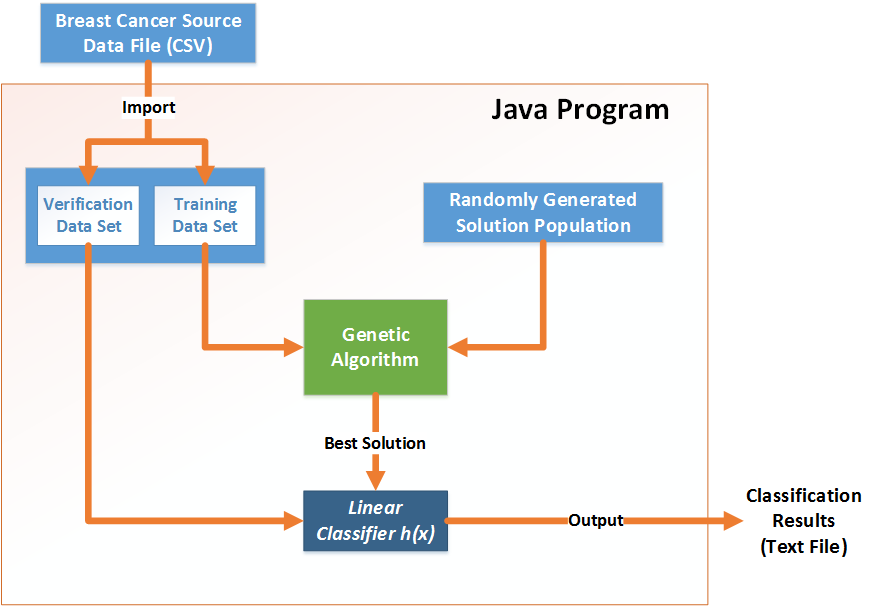 Breast Cancer Source
Data File (CSV)
Import
Java Program
Verification
Data Set
Training
Data Set
Randomly Generated
Solution Population
Genetic
Algorithm
Best Solution
Linear
Classifier h(x)
Output
Classification
Results
(Text File)